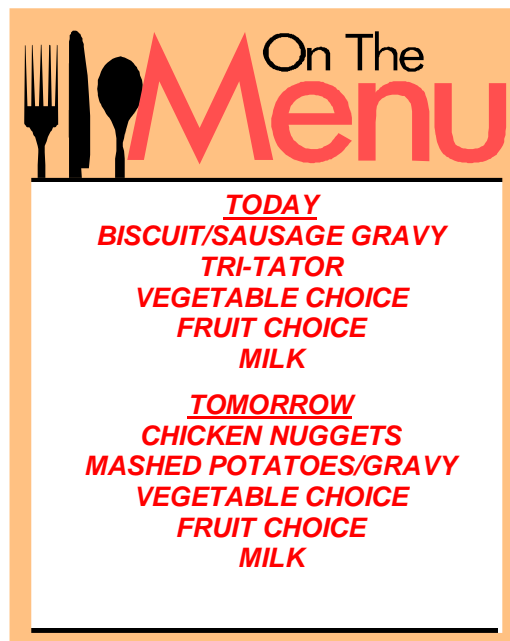 On The
Menu
TODAY
BISCUIT/SAUSAGE GRAVY
TRI-TATOR
VEGETABLE CHOICE
FRUIT CHOICE
MILK
TOMORROW
CHICKEN NUGGETS
MASHED POTATOES/GRAVY
VEGETABLE CHOICE
FRUIT CHOICE
MILK